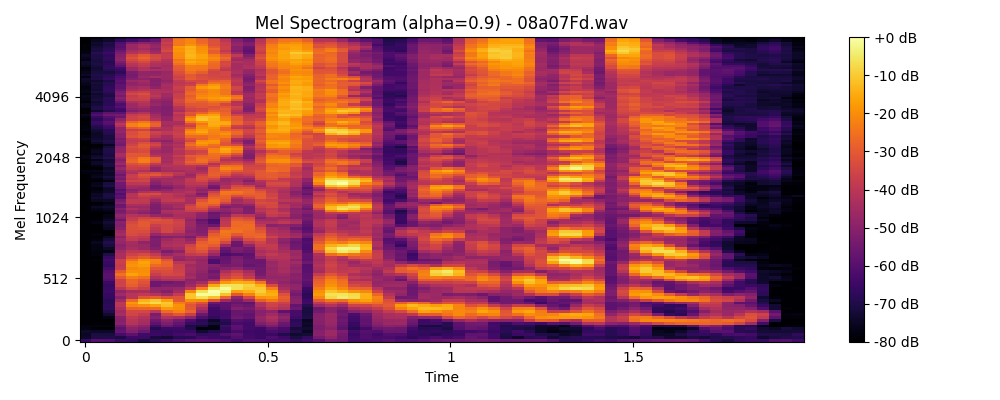 Mel Spectrogram (alpha=0.9) - 08a07Fd.wav
Mel Frequency
4096
2048
1024
512
0
0
0.5
1
1.5
Time
+0 dB
-10 dB
-20 dB
-30 dB
-40 dB
-50 dB
-60 dB
-70 dB
-80 dB